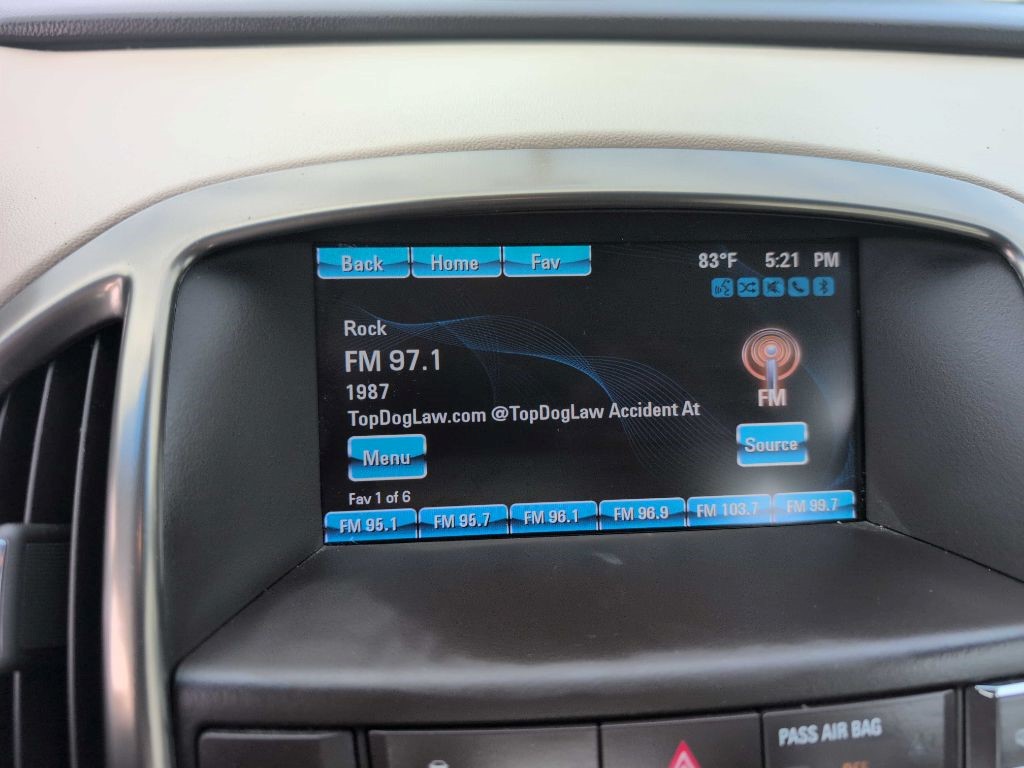 Back Home Fav 83°F 5:21 PM
Rock
FM 97.1
1987
TopDogLaw.com @TopDogLaw Accident At
FM
Menu Source
Fav 1 of 6
FM 95.1 FM 95.7 FM 96.1 FM 96.9 FM 103.7 FM 99.7
PASS AIR BAG